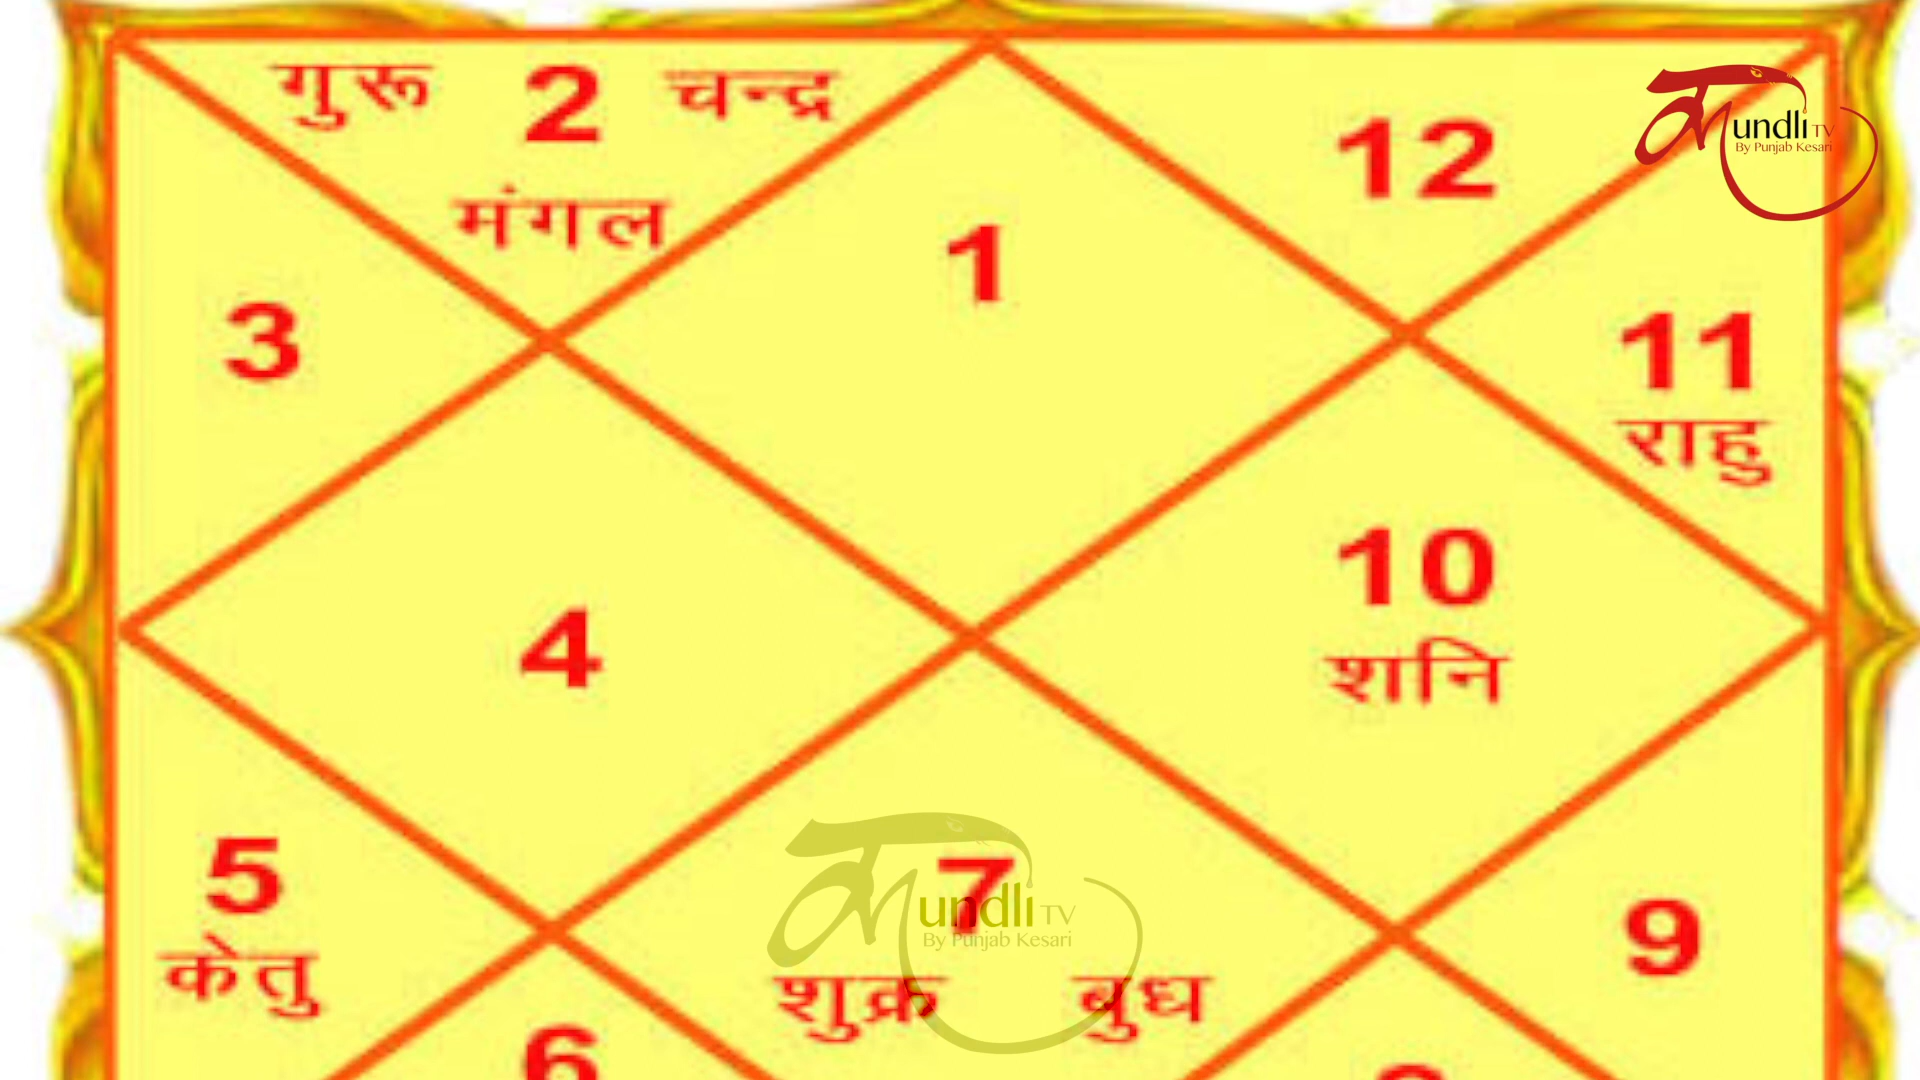 गुरू 2 चन्द्र
मंगल
12
undli TV
By Punjab Kesari
1
3
11
राहु
10
शनि
4
5
केतु
7
undli TV
By Punjab Kesari
शुक्र बुध
9
6